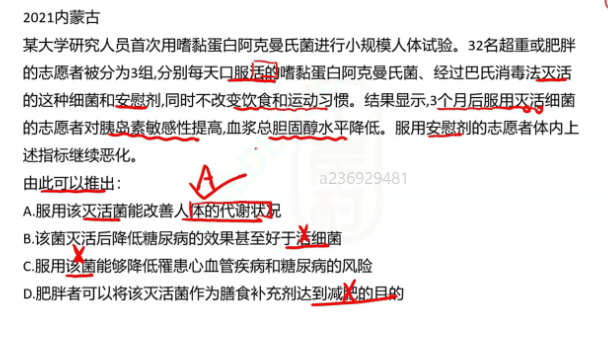 2021内蒙古
某大学研究人员首次用嗜黏蛋白阿克曼氏菌进行小规模人体试验。32名超重或肥胖
的志愿者被分为3组,分别每天口服活的嗜黏蛋白阿克曼氏菌、经过巴氏消毒法灭活
的这种细菌和安慰剂,同时不改变饮食和运动习惯。结果显示,3个月后服用灭活细菌
的志愿者对胰岛素敏感性提高,血浆总胆固醇水平降低。服用安慰剂的志愿者体内上
述指标继续恶化。
由此可以推出:
A
a236929481
A.服用该灭活菌能改善人体的代谢状况
B.该菌灭活后降低糖尿病的效果甚至好于活细菌
C.服用该菌能够降低罹患心血管疾病和糖尿病的风险
D.肥胖者可以将该灭活菌作为膳食补充剂达到减肥的目的